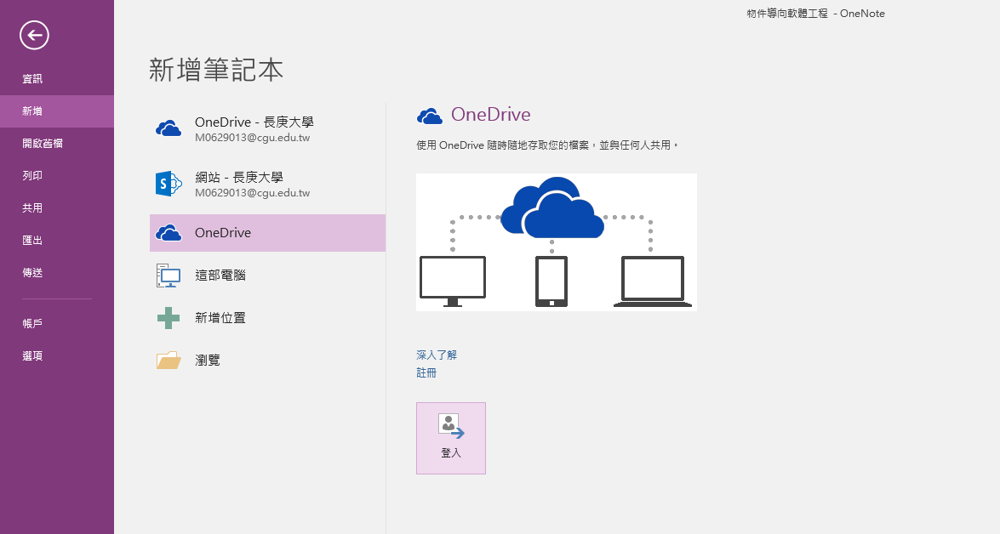 物件導向軟體工程 - OneNote
資訊
新增
開啟舊檔
列印
共用
匯出
傳送
帳戶
選項
新增筆記本
OneDrive - 長庚大學
M0629013@cgu.edu.tw
S
網站 - 長庚大學
M0629013@cgu.edu.tw
OneDrive
這部電腦
新增位置
瀏覽
OneDrive
使用 OneDrive 隨時隨地存取您的檔案，並與任何人共用。
深入了解
註冊
登入